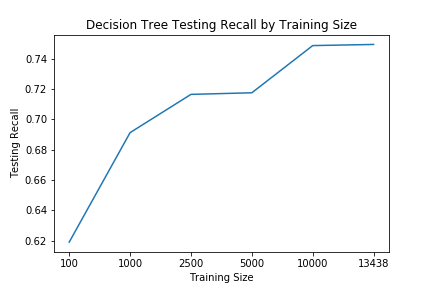 Decision Tree Testing Recall by Training Size
Testing Recall
0.74
0.72
0.70
0.68
0.66
0.64
0.62
100 1000 2500 5000 10000 13438
Training Size